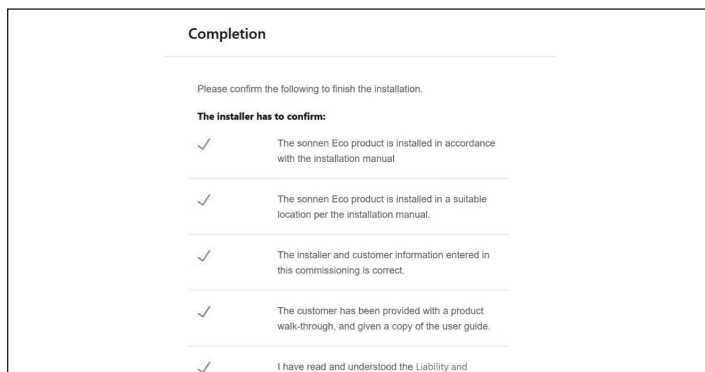 Completion
Please confirm the following to finish the installation.
The installer has to confirm:
The sonnen Eco product is installed in accordance
with the installation manual
The sonnen Eco product is installed in a suitable
location per the installation manual.
The installer and customer information entered in
this commissioning is correct.
The customer has been provided with a product
walk-through, and given a copy of the user guide.
I have read and understood the Liability and